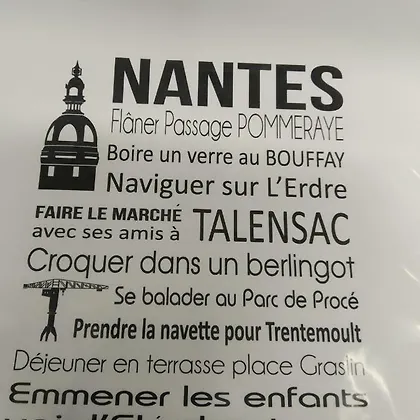 NANTES
Flâner Passage POMMERAYE
Boire un verre au BOUFFAY
Naviguer sur L'Erdre
FAIRE LE MARCHÉ
avec ses amis à TALENSAC
Croquer dans un berlingot
Se balader au Parc de Procé
Prendre la navette pour Trentemoult
Déjeuner en terrasse place Graslin
Emmener les enfants